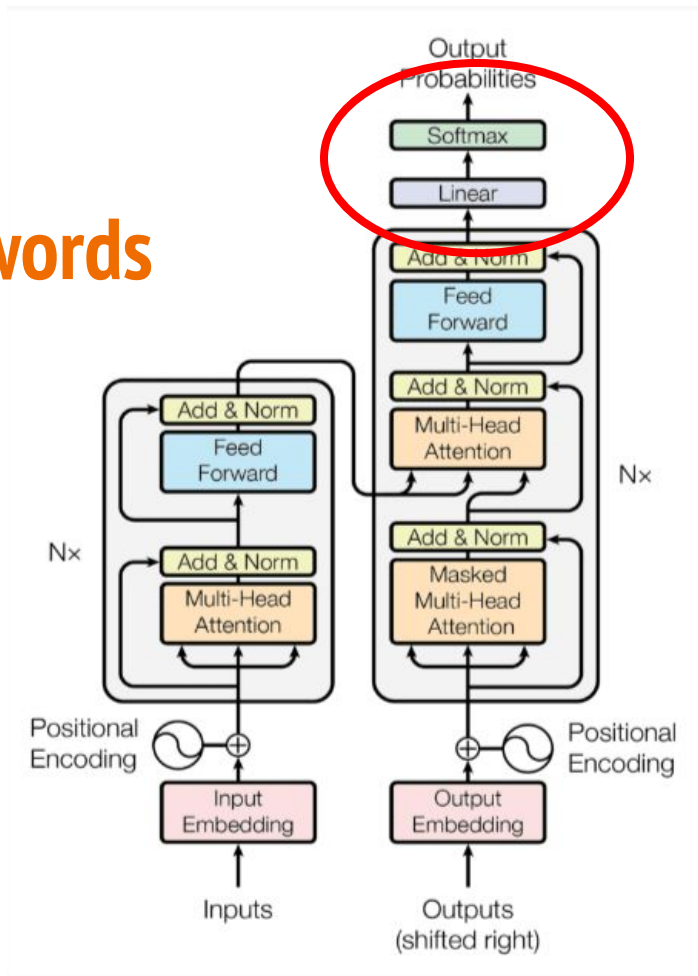 Output
Probabilities
Softmax
Linear
words
Add & Norm
Feed
Forward
Add & Norm
Multi-Head
Attention
Nx
Add & Norm
Masked
Multi-Head
Attention
Add & Norm
Feed
Forward
Nx
Add & Norm
Multi-Head
Attention
Positional
Encoding
Positional
Encoding
Input
Embedding
Output
Embedding
Inputs
Outputs
(shifted right)